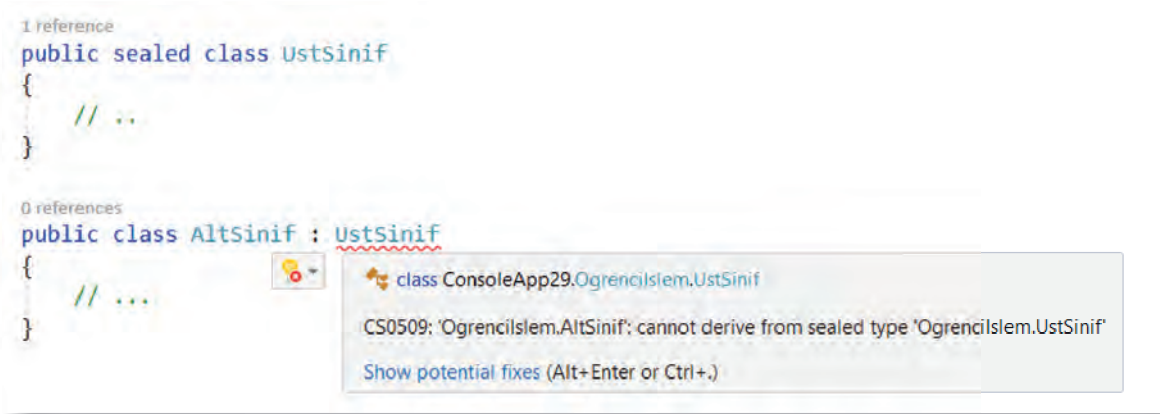 1 reference
public sealed class UstSinif
{
// ..
}
0 references
public class AltSinif : UstSinif
{
// ...
}
class ConsoleApp29.OgrenciIslem.UstSinif
CS0509: 'OgrenciIslem.AltSinif': cannot derive from sealed type 'OgrenciIslem.UstSinif'
Show potential fixes (Alt+Enter or Ctrl+.)